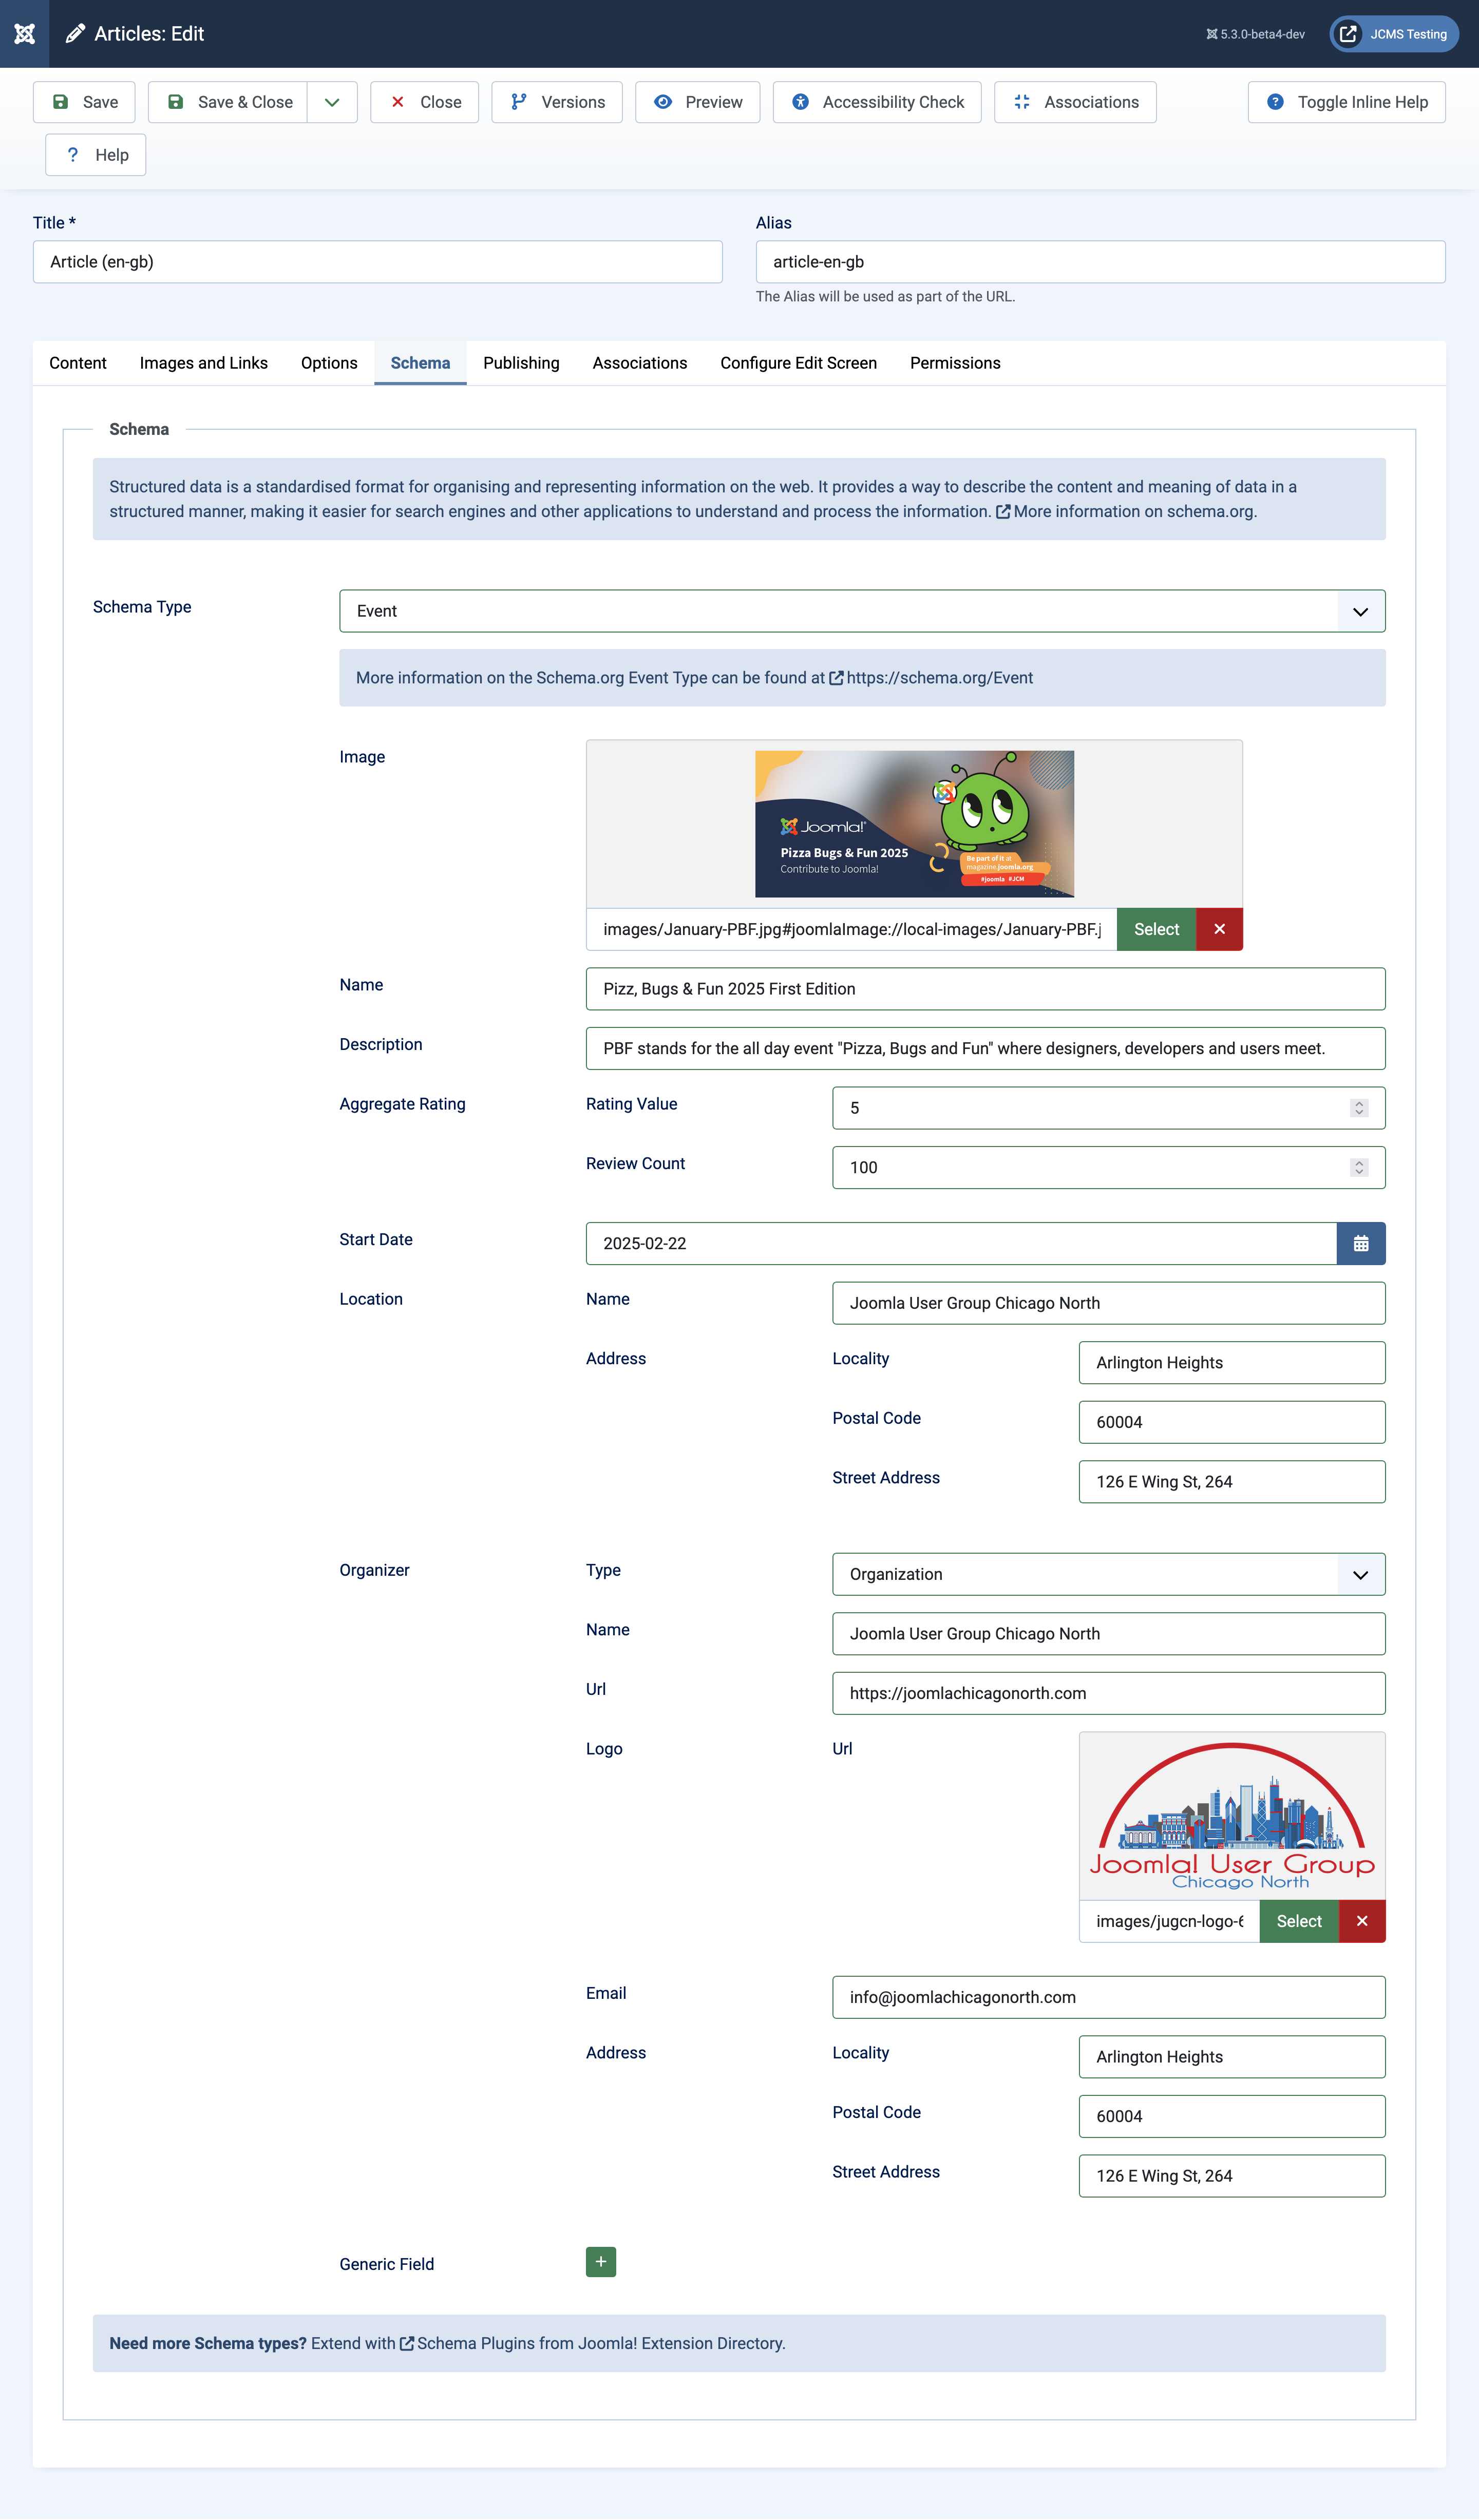 Articles: Edit
5.3.0-beta4-dev
JCMS Testing
Save
Save & Close
Close
Versions
Preview
Accessibility Check
Associations
Toggle Inline Help
Help
Title *
Alias
Article (en-gb)
article-en-gb
The Alias will be used as part of the URL.
Content
Images and Links
Options
Schema
Publishing
Associations
Configure Edit Screen
Permissions
Schema
Structured data is a standardised format for organising and representing information on the web. It provides a way to describe the content and meaning of data in a
structured manner, making it easier for search engines and other applications to understand and process the information. More information on schema.org.
Schema Type
Event
More information on the Schema.org Event Type can be found at https://schema.org/Event
Image
Joomla!
Pizza Bugs & Fun 2025
Contribute to Joomla!
Be part of it at
magazine.joomla.org
#joomla #JCM
images/January-PBF.jpg#joomlaImage://local-images/January-PBF.j
Select
Name
Pizz, Bugs & Fun 2025 First Edition
Description
PBF stands for the all day event "Pizza, Bugs and Fun" where designers, developers and users meet.
Aggregate Rating
Rating Value
5
Review Count
100
Start Date
2025-02-22
Location
Name
Joomla User Group Chicago North
Address
Locality
Arlington Heights
Postal Code
60004
Street Address
126 E Wing St, 264
Organizer
Type
Organization
Name
Joomla User Group Chicago North
Url
https://joomlachicagonorth.com
Logo
Url
Joomla! User Group
Chicago North
images/jugcn-logo-6
Select
Email
info@joomlachicagonorth.com
Address
Locality
Arlington Heights
Postal Code
60004
Street Address
126 E Wing St, 264
Generic Field
Need more Schema types? Extend with Schema Plugins from Joomla! Extension Directory.